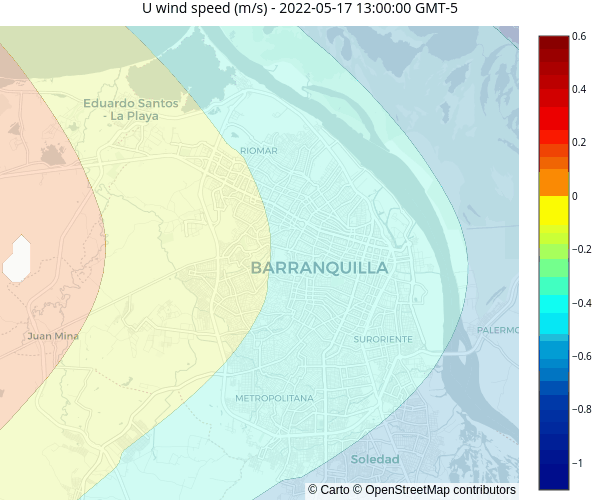 U wind speed (m/s) - 2022-05-17 13:00:00 GMT-5
0.6
0.4
0.2
0
−0.2
−0.4
−0.6
−0.8
−1
Eduardo Santos
- La Playa
RIOMAR
BARRANQUILLA
Juan Mina
SURORIENTE
PALERMO
METROPOLITANA
Soledad
© Carto © OpenStreetMap contributors